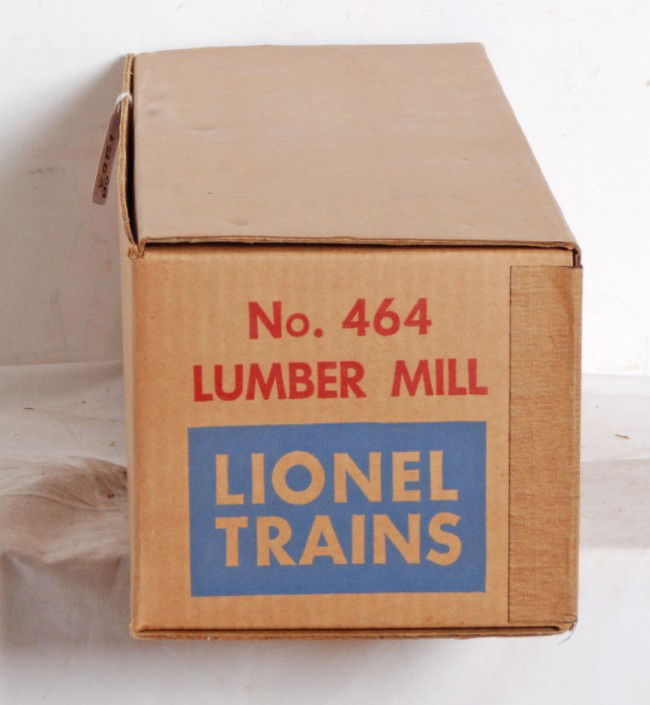 No. 464
LUMBER MILL
LIONEL
TRAINS